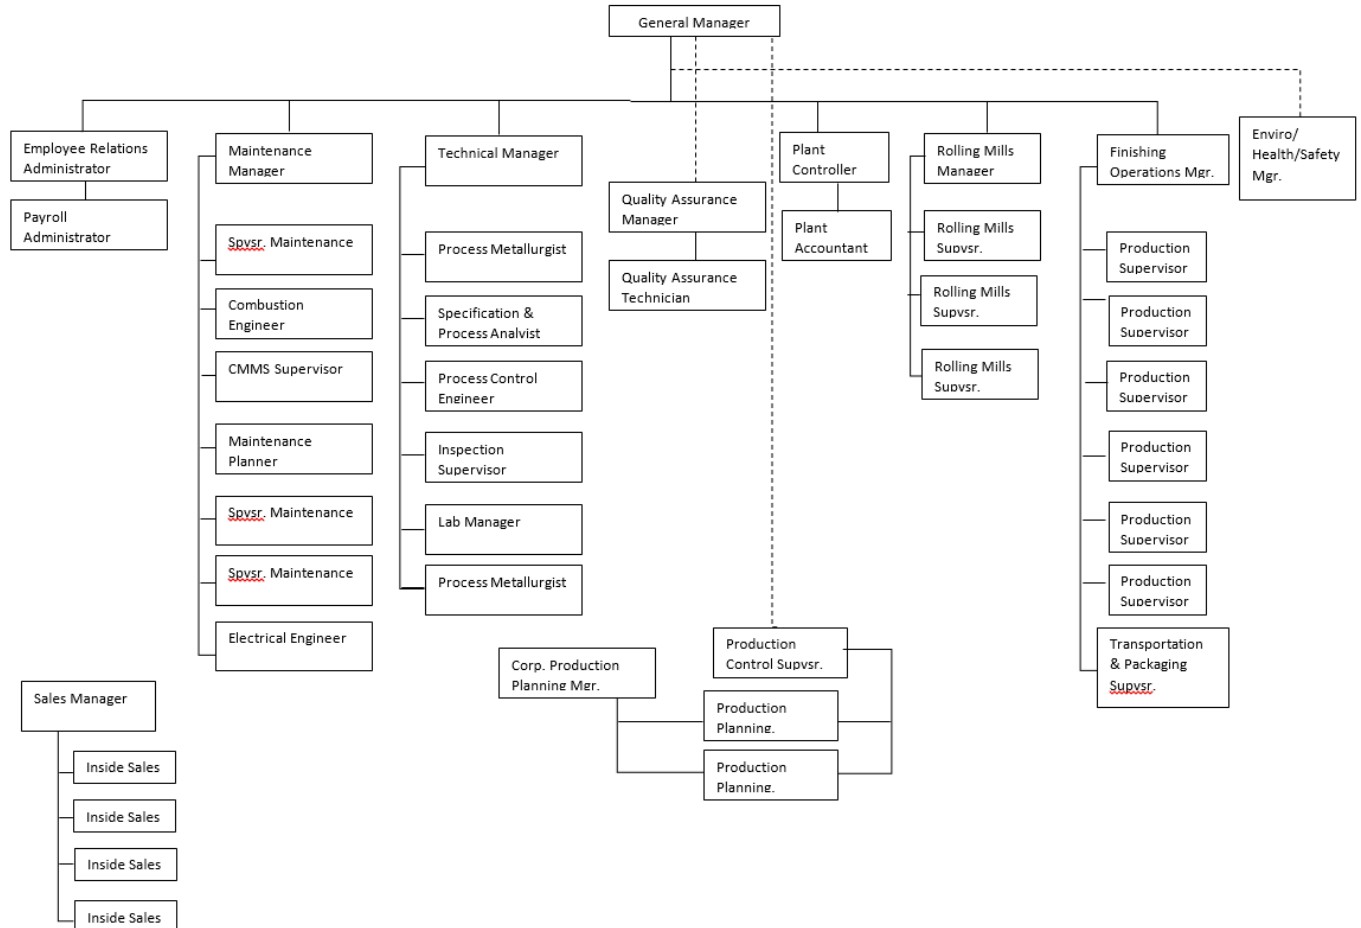 General Manager
Employee Relations
Administrator
Payroll
Administrator
Maintenance
Manager
Spvsr. Maintenance
Combustion
Engineer
CMMS Supervisor
Maintenance
Planner
Spvsr. Maintenance
Spvsr. Maintenance
Electrical Engineer
Technical Manager
Process Metallurgist
Specification &
Process Analyist
Process Control
Engineer
Inspection
Supervisor
Lab Manager
Process Metallurgist
Quality Assurance
Manager
Quality Assurance
Technician
Plant
Controller
Plant
Accountant
Rolling Mills
Manager
Rolling Mills
Supvsr.
Rolling Mills
Supvsr.
Rolling Mills
Supvsr.
Finishing
Operations Mgr.
Production
Supervisor
Production
Supervisor
Production
Supervisor
Production
Supervisor
Production
Supervisor
Production
Supervisor
Transportation
& Packaging
Supvsr.
Enviro/
Health/Safety
Mgr.
Production
Control Supvsr.
Corp. Production
Planning Mgr.
Production
Planning.
Production
Planning.
Sales Manager
Inside Sales
Inside Sales
Inside Sales
Inside Sales